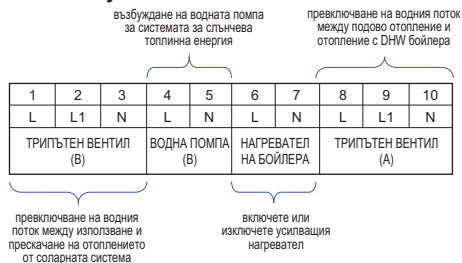 възбуждане на водната помпа
за системата за слънчева
топлинна енергия
превключване на водния поток
между подово отопление и
отопление с DHW бойлера
1 2 3 4 5 6 7 8 9 10
L L1 N L N L N L L1 N
ТРИПЪТЕН ВЕНТИЛ
(B)
ВОДНА ПОМПА
(B)
НАГРЕВАТЕЛ
НА БОЙЛЕРА
ТРИПЪТЕН ВЕНТИЛ
(A)
превключване на водния
поток между използване и
прескачане на отоплението
от соларната система
включете или
изключете усилващия
нагревател